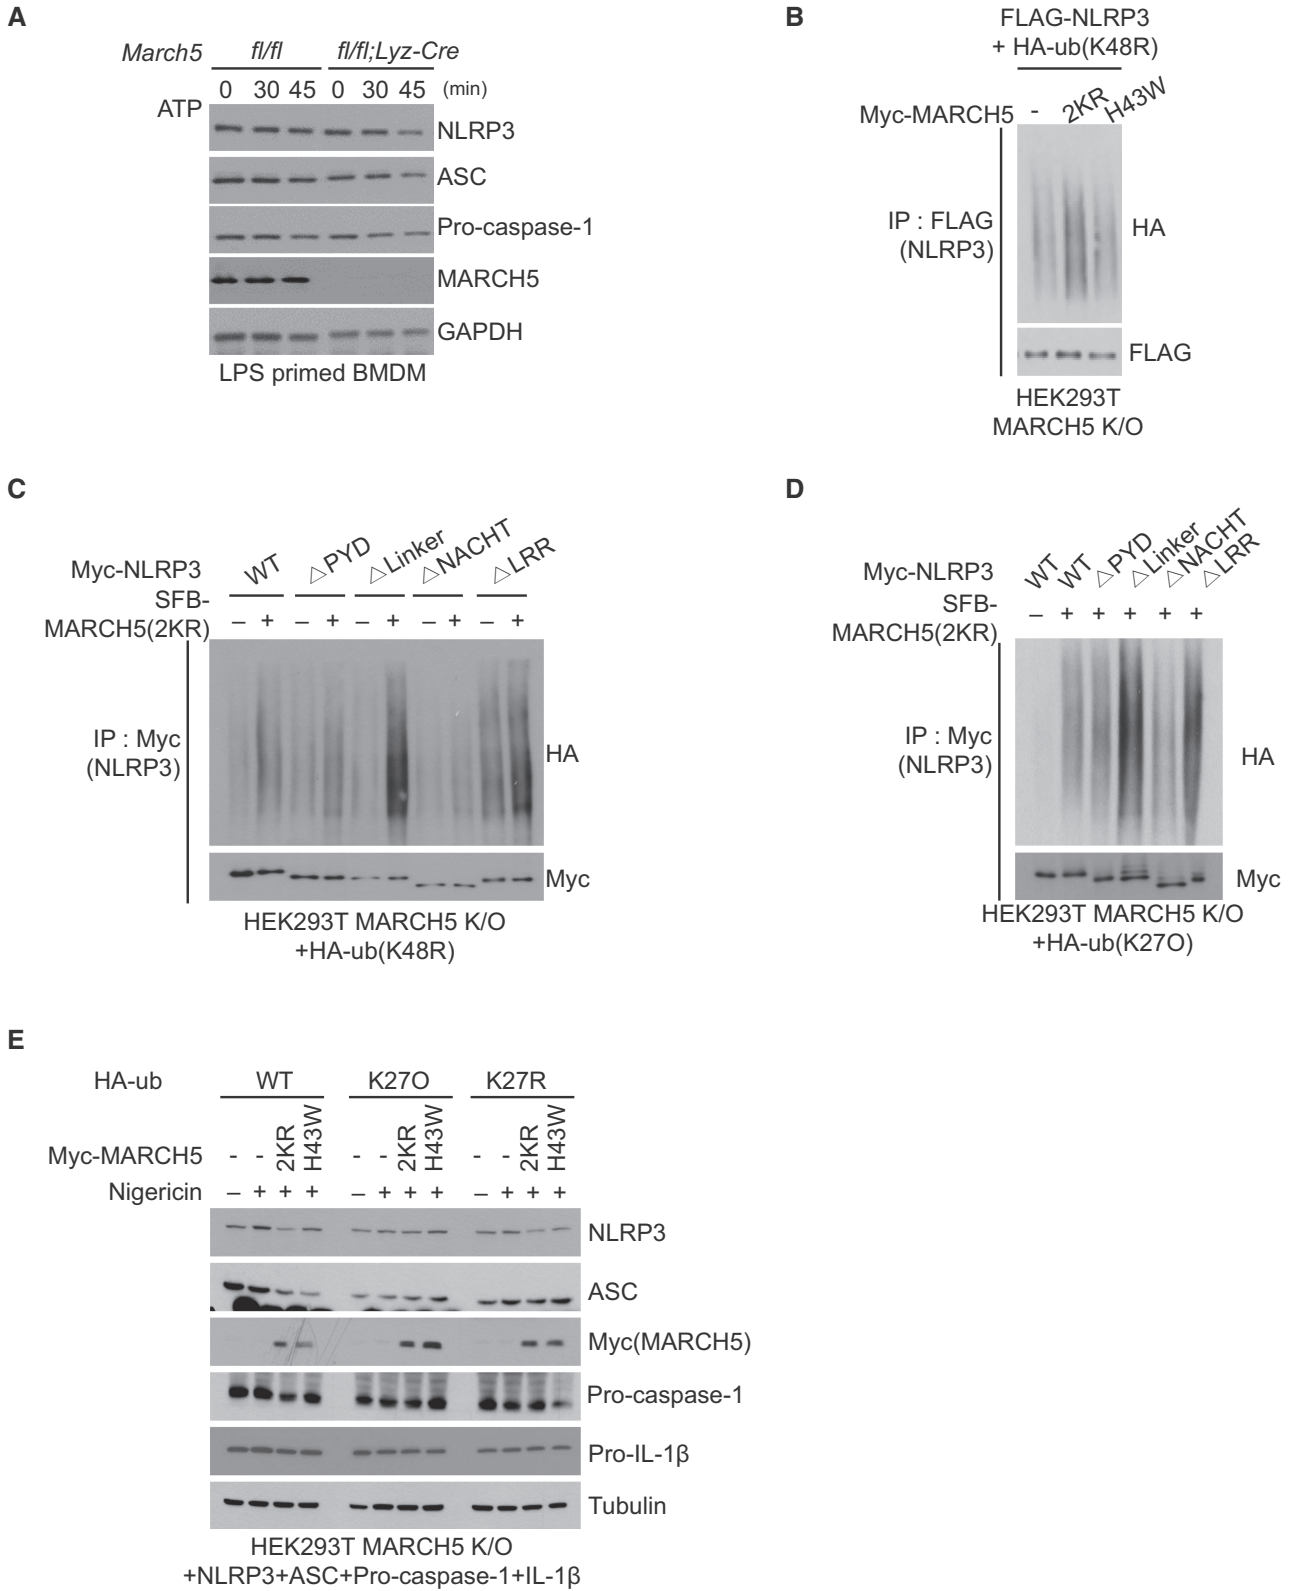 A
March5 fl/fl fl/fl;Lyz-Cre
ATP 0 30 45 0 30 45 (min)
NLRP3
ASC
Pro-caspase-1
MARCH5
GAPDH
LPS primed BMDM
B
FLAG-NLRP3
+ HA-ub(K48R)
Myc-MARCH5 - 2KR H43W
IP : FLAG
(NLRP3)
HA
FLAG
HEK293T
MARCH5 K/O
C
Myc-NLRP3 WT △PYD △Linker △NACHT △LRR
SFB-
MARCH5(2KR) – + – + – + – + – +
IP : Myc
(NLRP3)
HA
Myc
HEK293T MARCH5 K/O
+HA-ub(K48R)
D
Myc-NLRP3 WT WT △PYD △Linker △NACHT △LRR
SFB-
MARCH5(2KR) – + + + + +
IP : Myc
(NLRP3)
HA
Myc
HEK293T MARCH5 K/O
+HA-ub(K27O)
E
HA-ub WT K27O K27R
Myc-MARCH5 - - 2KR H43W - - 2KR H43W - - 2KR H43W
Nigericin – + + + – + + + – + + +
NLRP3
ASC
Myc(MARCH5)
Pro-caspase-1
Pro-IL-1β
Tubulin
HEK293T MARCH5 K/O
+NLRP3+ASC+Pro-caspase-1+IL-1β